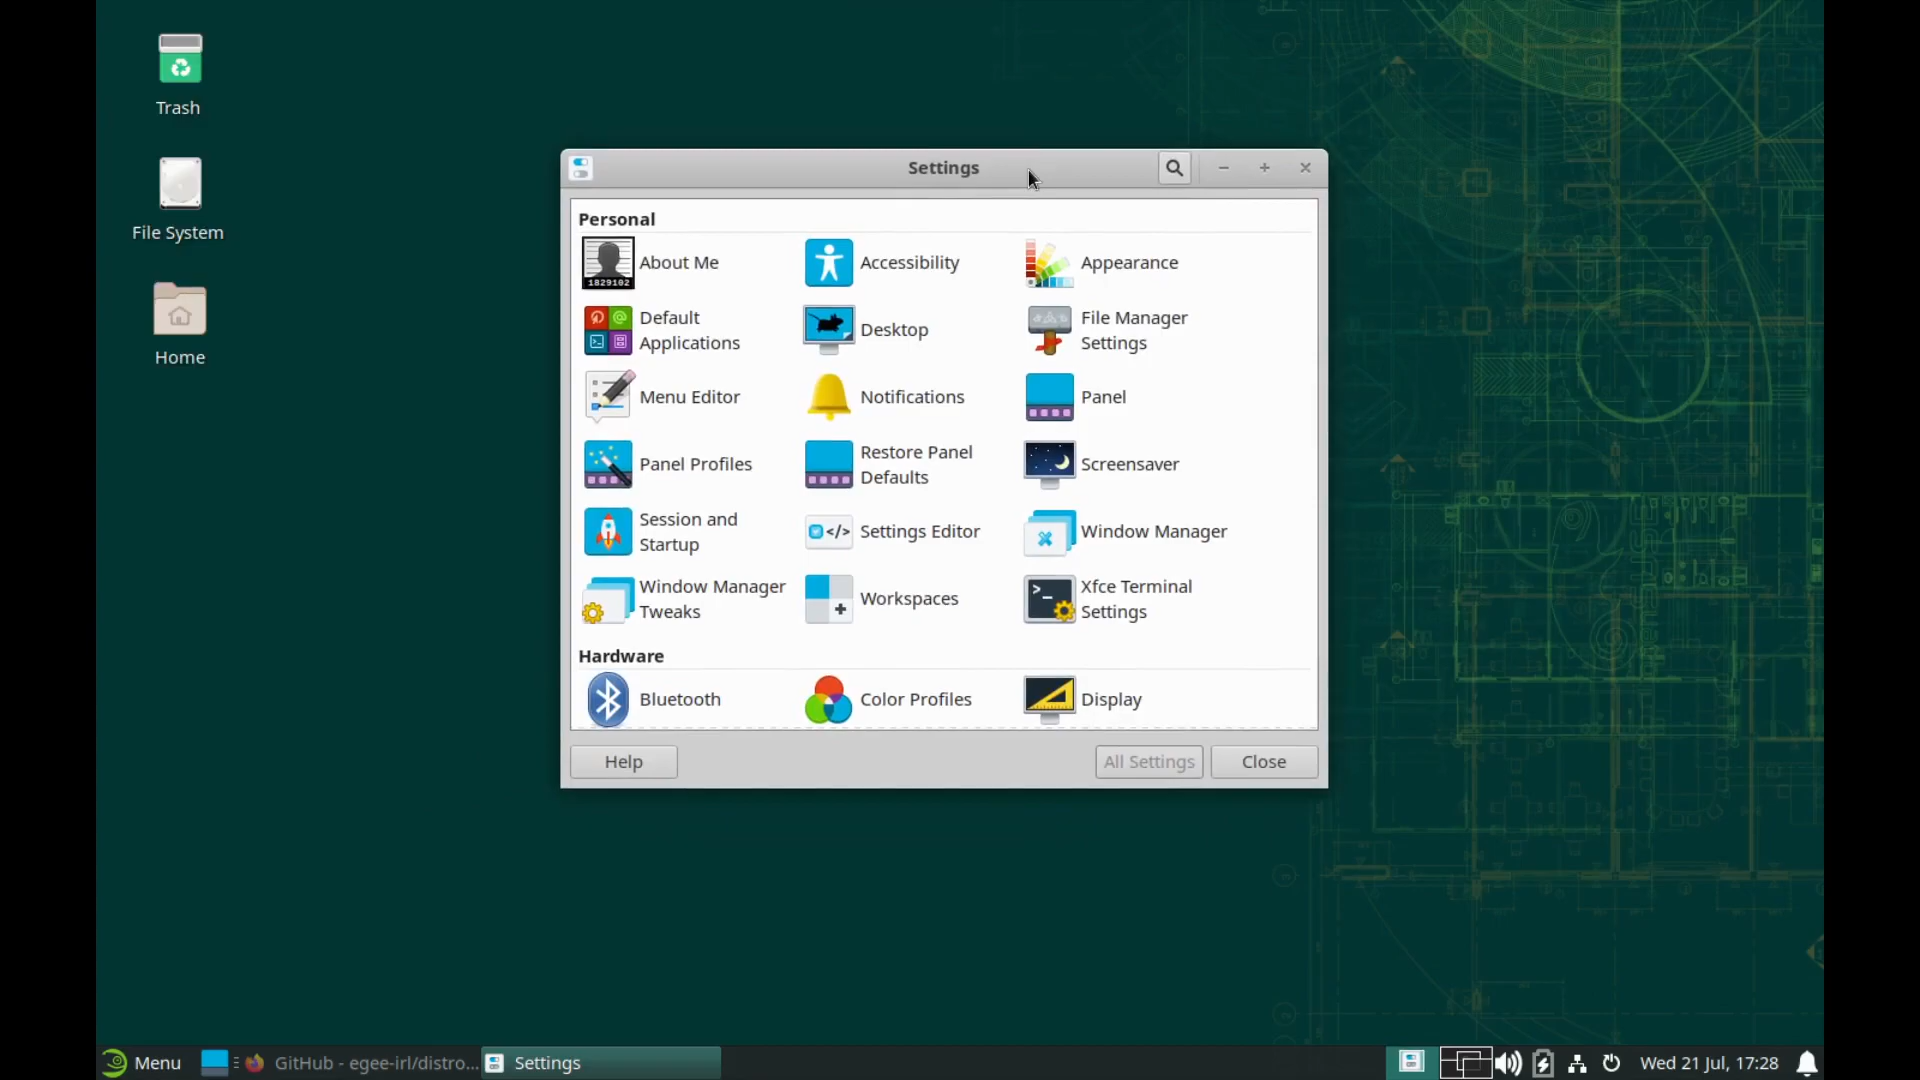 Trash
File System
Home
Settings
Personal
About Me
1829102
Accessibility
Appearance
Default
Applications
Desktop
File Manager
Settings
Menu Editor
Notifications
Panel
Panel Profiles
Restore Panel
Defaults
Screensaver
Session and
Startup
</>
Settings Editor
Window Manager
Window Manager
Tweaks
Workspaces
>_
Xfce Terminal
Settings
Hardware
Bluetooth
Color Profiles
Display
Help
All Settings
Close
Menu
GitHub - egee-irl/distro...
Settings
Wed 21 Jul, 17:28